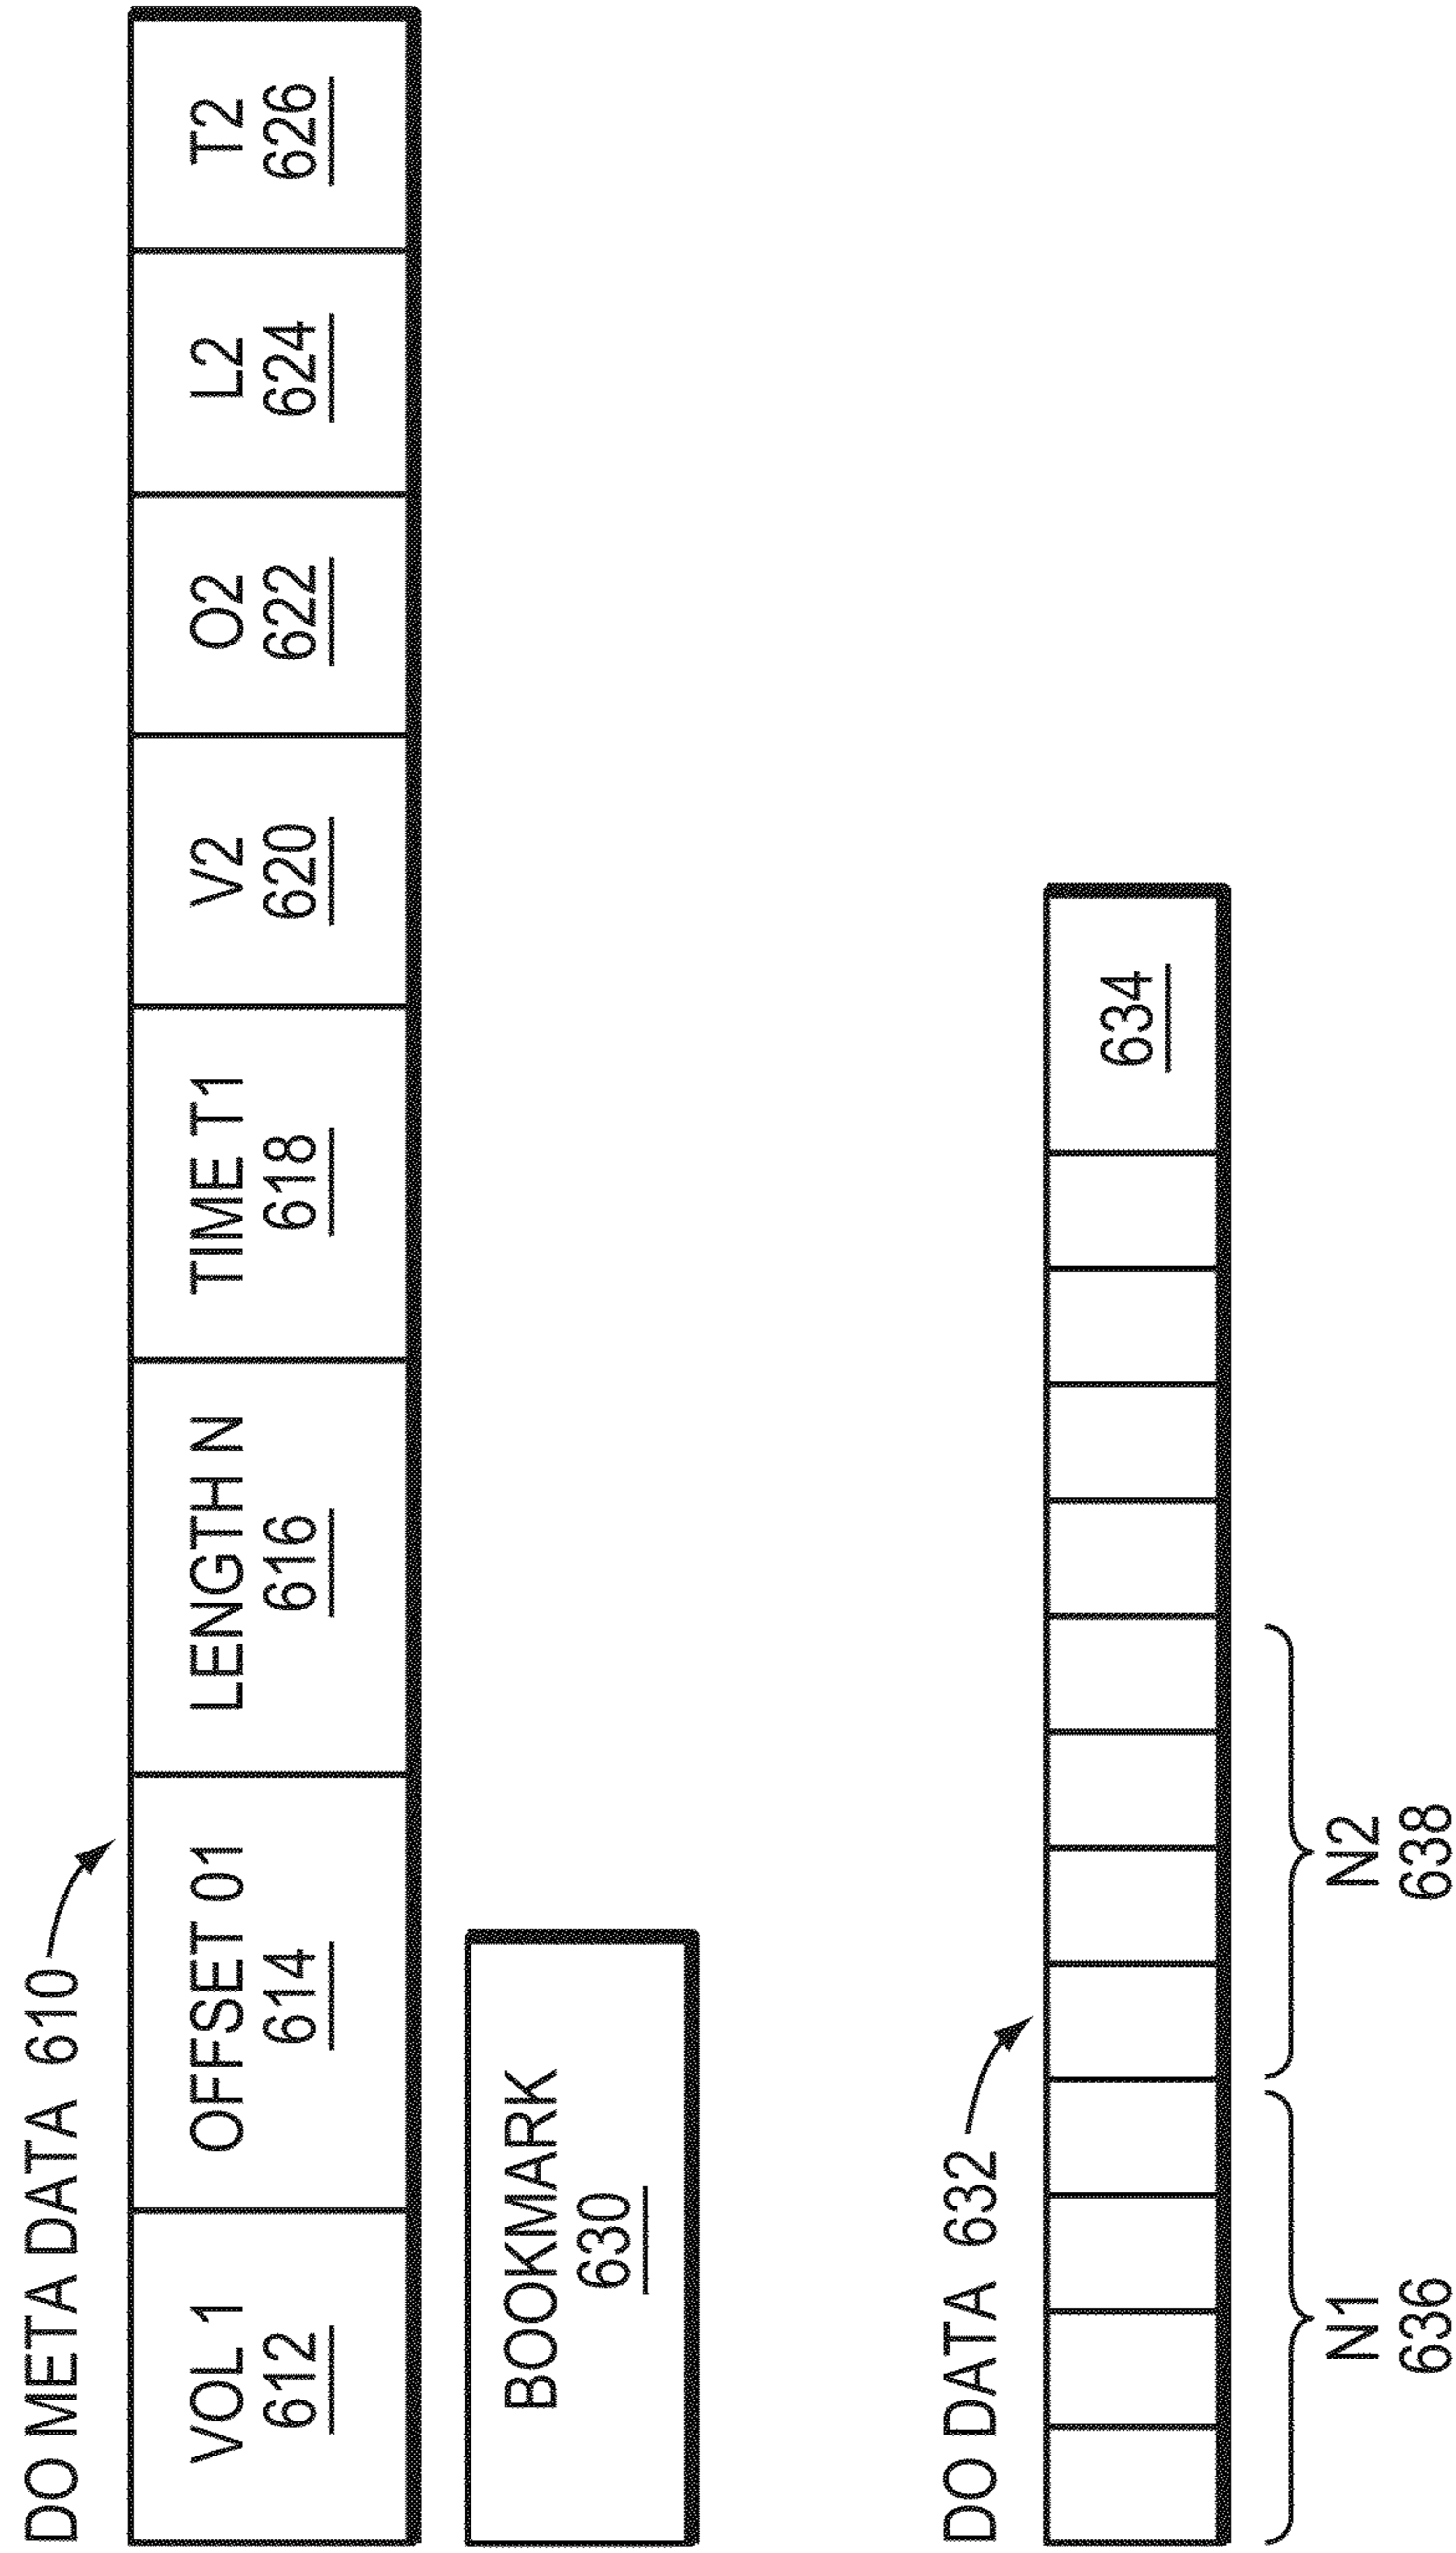 DO META DATA 610
VOL 1
612
OFFSET 01
614
LENGTH N
616
TIME T1
618
V2
620
O2
622
L2
624
T2
626
BOOKMARK
630
DO DATA 632
634
N1
636
N2
638